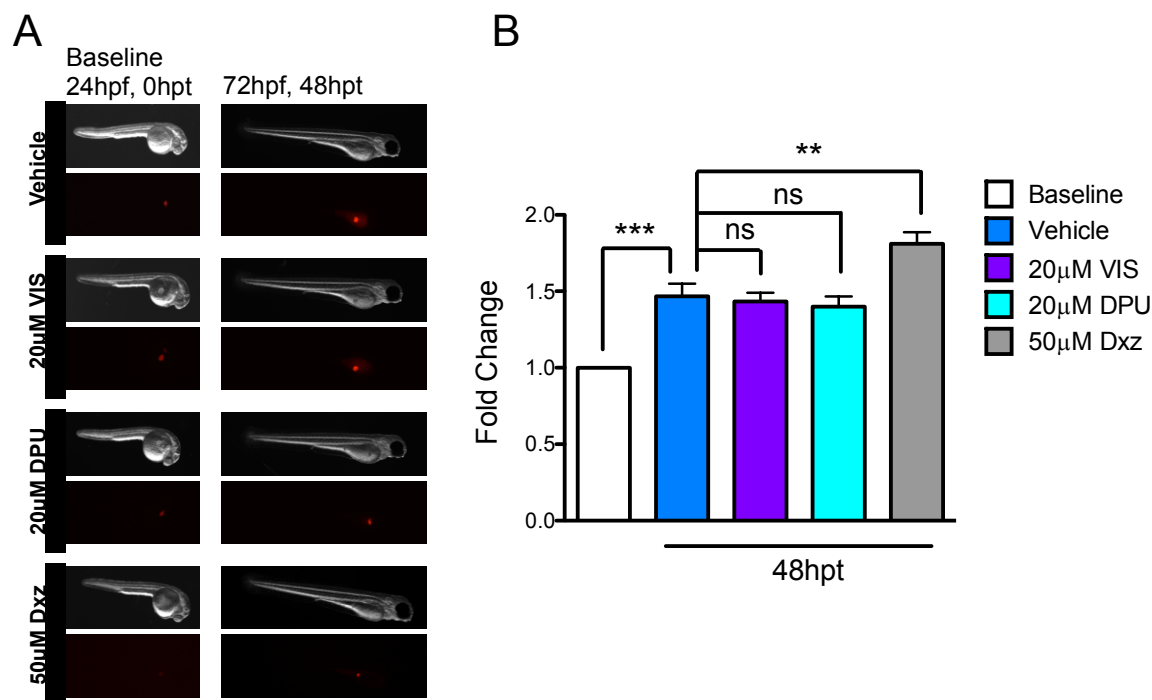 A
Baseline
24hpf, 0hpt
72hpf, 48hpt
Vehicle
20uM VIS
20uM DPU
50uM Dxz
B
**
ns
***
ns
2.0
1.5
1.0
0.5
0.0
Fold Change
48hpt
Baseline
Vehicle
20µM VIS
20µM DPU
50µM Dxz